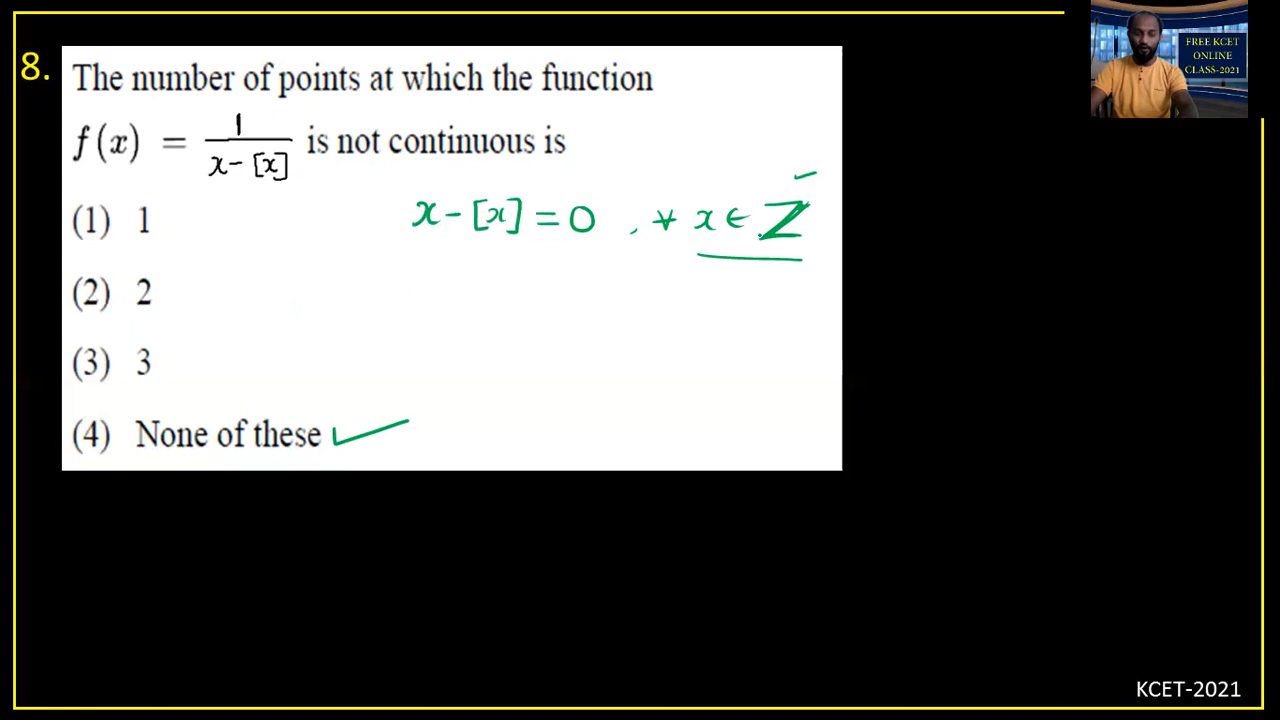 FREE KCET
ONLINE
CLASS-2021
8.
The number of points at which the function
f(x) = 1/(x-[x]) is not continuous is
(1) 1
x-[x] = 0, ∀ x ∈ Z
(2) 2
(3) 3
(4) None of these ✓
KCET-2021